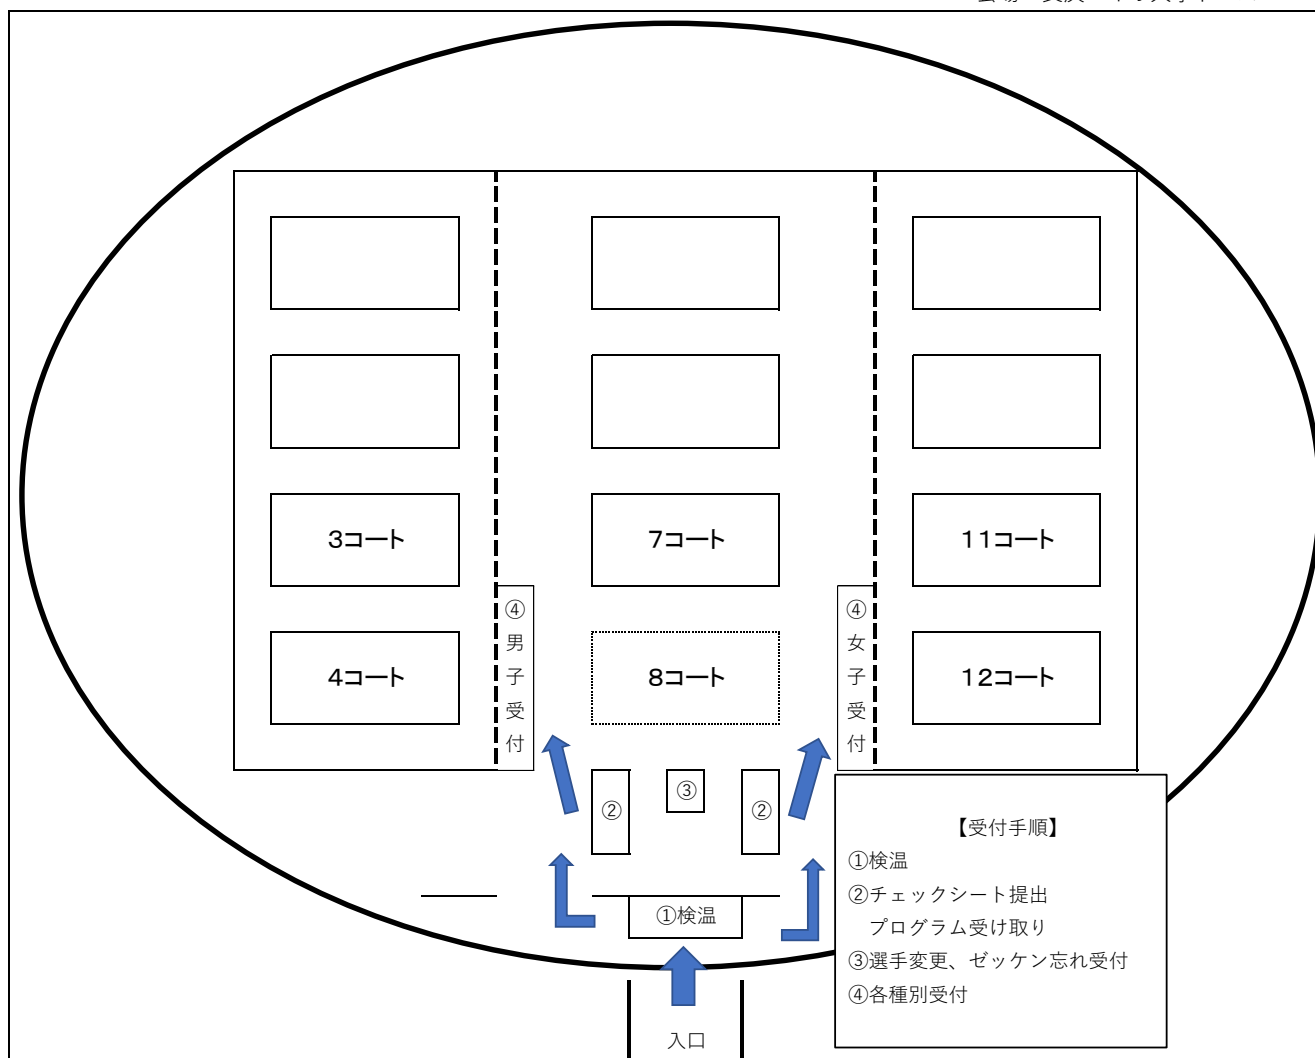 3コート
7コート
11コート
④男子受付
④女子受付
4コート
8コート
12コート
②
③
②
①検温
入口
【受付手順】
①検温
②チェックシート提出
プログラム受け取り
③選手変更、ゼッケン忘れ受付
④各種別受付